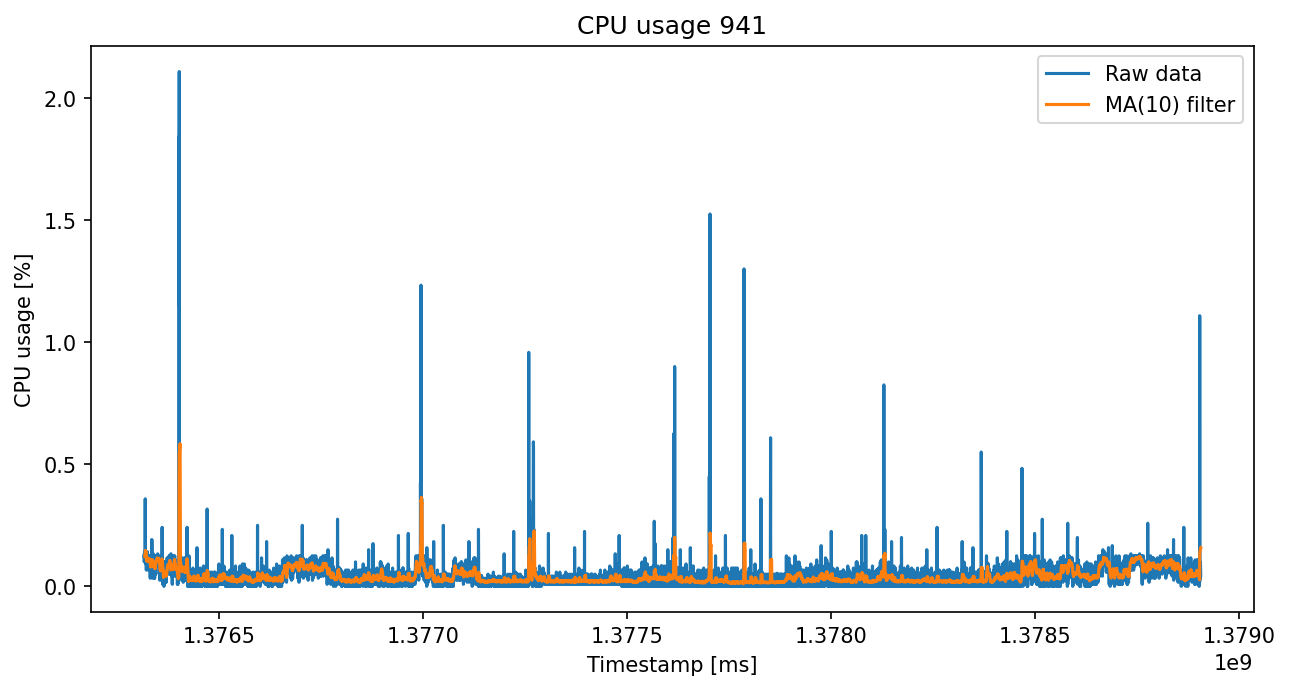 CPU usage 941
Raw data
MA(10) filter
2.0
1.5
1.0
0.5
0.0
CPU usage [%]
1.3765 1.3770 1.3775 1.3780 1.3785 1.3790
1e9
Timestamp [ms]